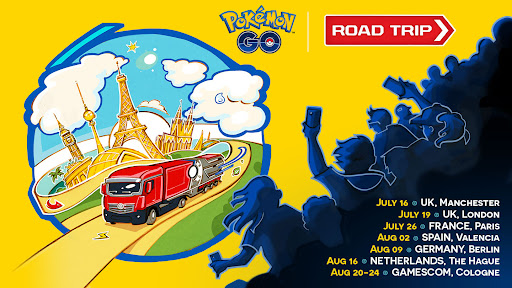 Pokémon
GO
ROAD TRIP
July 16 UK, Manchester
July 19 UK, London
July 26 FRANCE, Paris
Aug 02 SPAIN, Valencia
Aug 09 GERMANY, Berlin
Aug 16 NETHERLANDS, The Hague
Aug 20-24 GAMESCOM, Cologne